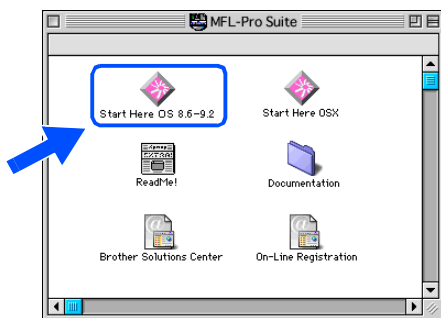 MFL-Pro Suite
Start Here OS 8.6-9.2
Start Here OSX
ReadMe!
Documentation
Brother Solutions Center
On-Line Registration